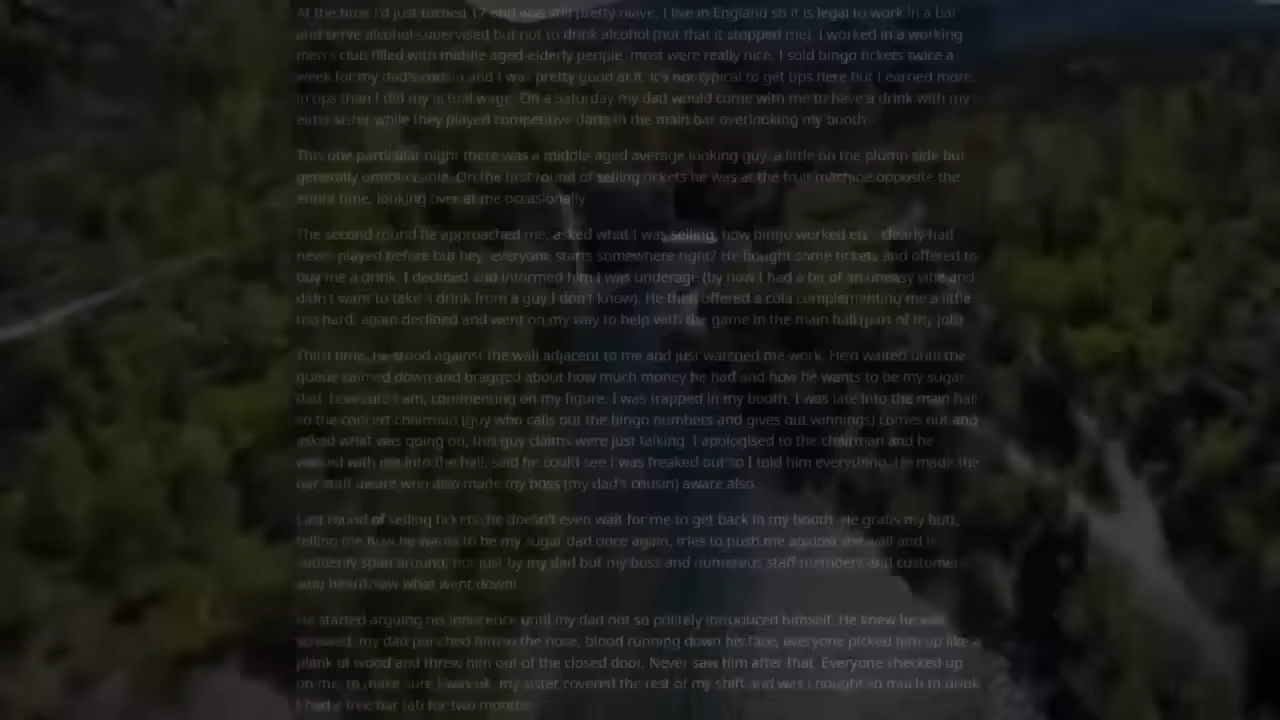 At the time I'd just turned 17 and was still pretty niave. I live in England so it is legal to work in a bar
and serve alcohol supervised but not to drink alcohol (not that it stopped me). I worked in a working
men's club filled with middle aged-elderly people, most were really nice. I sold bingo tickets twice a
week for my dad's cousin and I was pretty good at it. It's not typical to get tips here but I earned more
in tips than I did my actual wage. On a Saturday my dad would come with me to have a drink with my
elder sister while they played competitive darts in the main bar overlooking my booth.
This one particular night there was a middle-aged average looking guy, a little on the plump side but
generally unnoticeable. On the first round of selling tickets he was at the fruit machine opposite the
entire time, looking over at me occasionally.
The second round he approached me, asked what I was selling, how bingo worked etc. clearly had
never played before but hey, everyone starts somewhere right? He bought some tickets and offered to
buy me a drink. I declined and informed him I was underage (by now I had a bit of an uneasy vibe and
didn't want to take a drink from a guy I don't know). He then offered a cola complementing me a little
too hard, again declined and went on my way to help with the game in the main hall (part of my job)
Third time, he stood against the wall adjacent to me and just watched me work. He'd waited until the
queue calmed down and bragged about how much money he had and how he wants to be my sugar
dad, how cute I am, commenting on my figure. I was trapped in my booth. I was late into the main hall
so the concert chairman (guy who calls out the bingo numbers and gives out winnings) comes out and
asked what was going on, this guy claims were just talking. I apologised to the chairman and he
walked with me into the hall, said he could see I was freaked out so I told him everything. He made the
bar staff aware who also made my boss (my dad's cousin) aware also.
Last round of selling tickets, he doesn't even wait for me to get back in my booth. He grabs my butt,
telling me how he wants to be my sugar dad once again, tries to push me against the wall and is
suddenly spun around, not just by my dad but my boss and numerous staff members and customers
who heard/saw what went down!
He started arguing his innocence until my dad not so politely introduced himself. He knew he was
screwed, my dad punched him in the nose, blood running down his face, everyone picked him up like a
plank of wood and threw him out of the closed door. Never saw him after that. Everyone checked up
on me, to make sure I was ok, my sister covered the rest of my shift and was bought so much to drink
I had a free bar tab for two months.